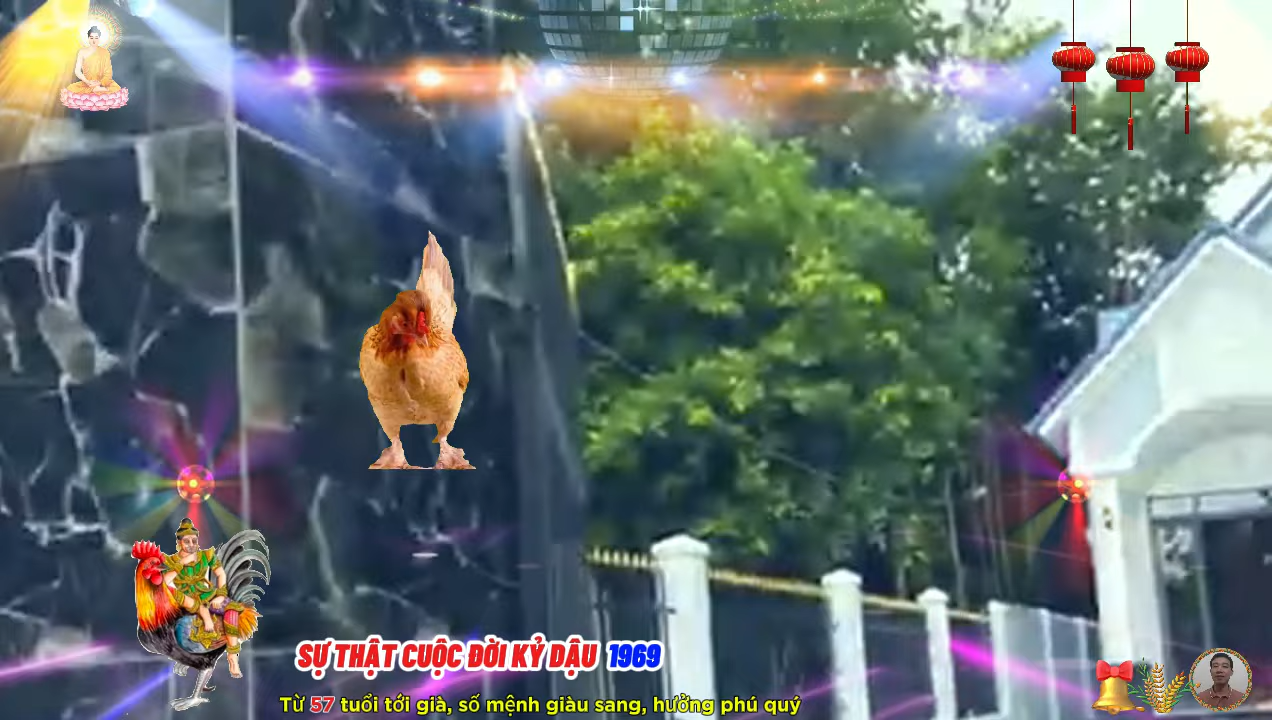 SỰ THẬT CUỘC ĐỜI KỶ DẬU 1969
Từ 57 tuổi tới già, số mệnh giàu sang, hưởng phú quý